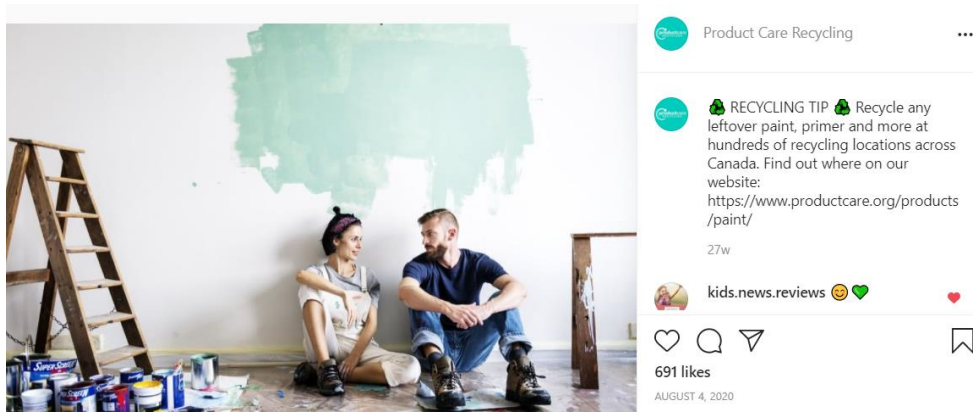 Product Care Recycling
RECYCLING TIP Recycle any
leftover paint, primer and more at
hundreds of recycling locations across
Canada. Find out where on our
website:
https://www.productcare.org/products
/paint/
27w
kids.news.reviews
691 likes
AUGUST 4, 2020
SUPER SCREEN